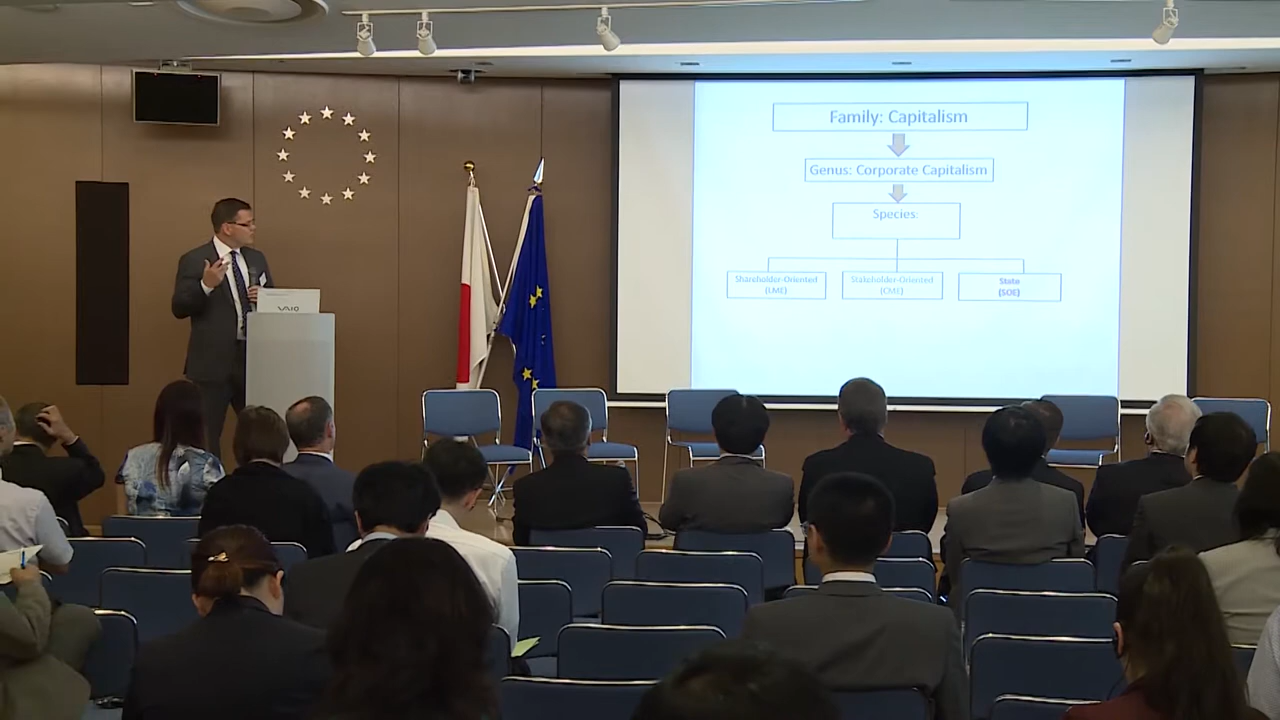 Family: Capitalism
Genus: Corporate Capitalism
Species:
Shareholder-Oriented
(LME)
Stakeholder-Oriented
(CME)
State
(SOE)
VAIO